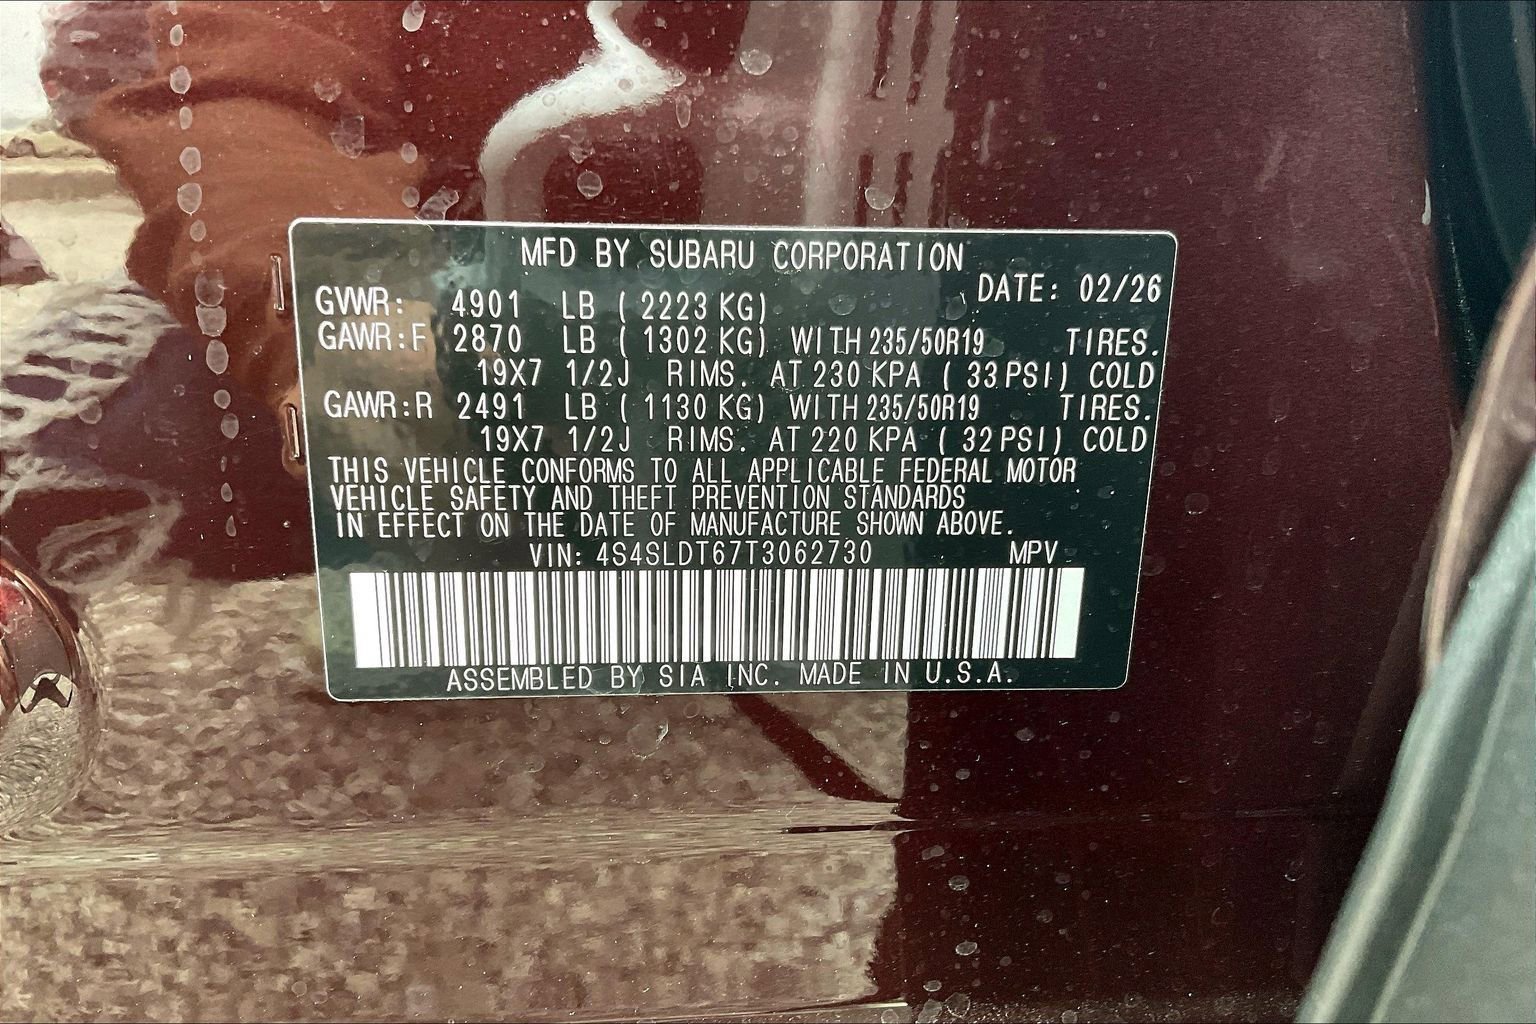 MFD BY SUBARU CORPORATION
DATE: 02/26
GVWR: 4901 LB ( 2223 KG)
GAWR:F 2870 LB ( 1302 KG) WITH 235/50R19 TIRES.
19X7 1/2J RIMS. AT 230 KPA ( 33 PSI) COLD
GAWR:R 2491 LB ( 1130 KG) WITH 235/50R19 TIRES.
19X7 1/2J RIMS. AT 220 KPA ( 32 PSI) COLD
THIS VEHICLE CONFORMS TO ALL APPLICABLE FEDERAL MOTOR
VEHICLE SAFETY AND THEFT PREVENTION STANDARDS
IN EFFECT ON THE DATE OF MANUFACTURE SHOWN ABOVE.
VIN: 4S4SLDT67T3062730 MPV
ASSEMBLED BY SIA INC. MADE IN U.S.A.